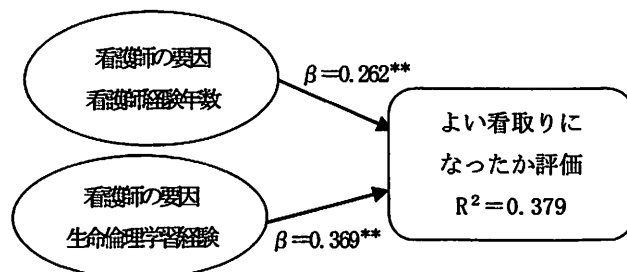 看護師の要因
看護師経験年数
β＝0.262**
よい看取りに
なったか評価
R²＝0.379
看護師の要因
生命倫理学習経験
β＝0.369**